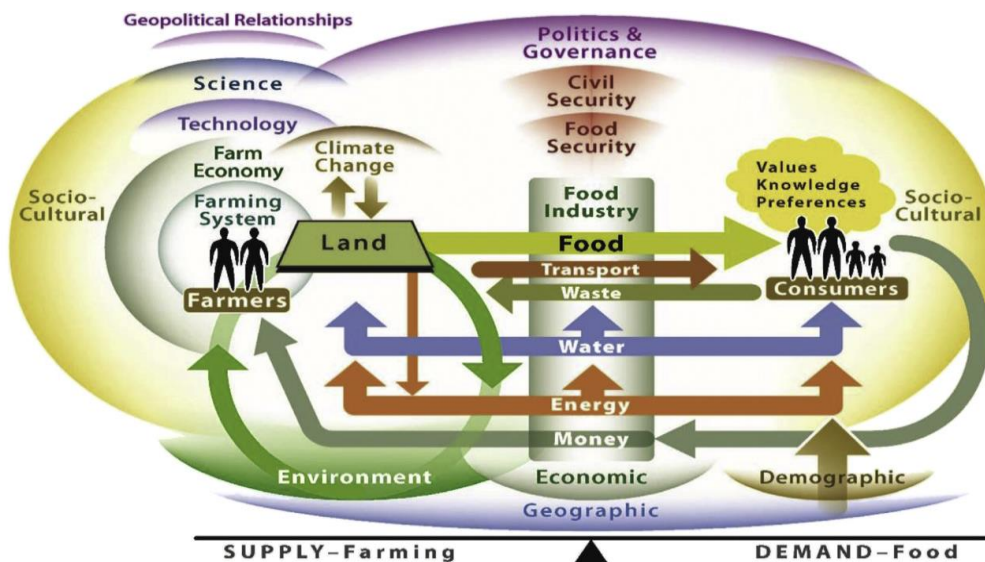 Geopolitical Relationships
Politics &
Governance
Science
Civil
Security
Technology
Food
Security
Climate
Change
Farm
Economy
Values
Knowledge
Preferences
Socio-
Cultural
Farming
System
Food
Industry
Socio-
Cultural
Land
Food
Transport
Waste
Farmers
Consumers
Water
Energy
Money
Environment
Economic
Demographic
Geographic
SUPPLY–Farming
DEMAND–Food